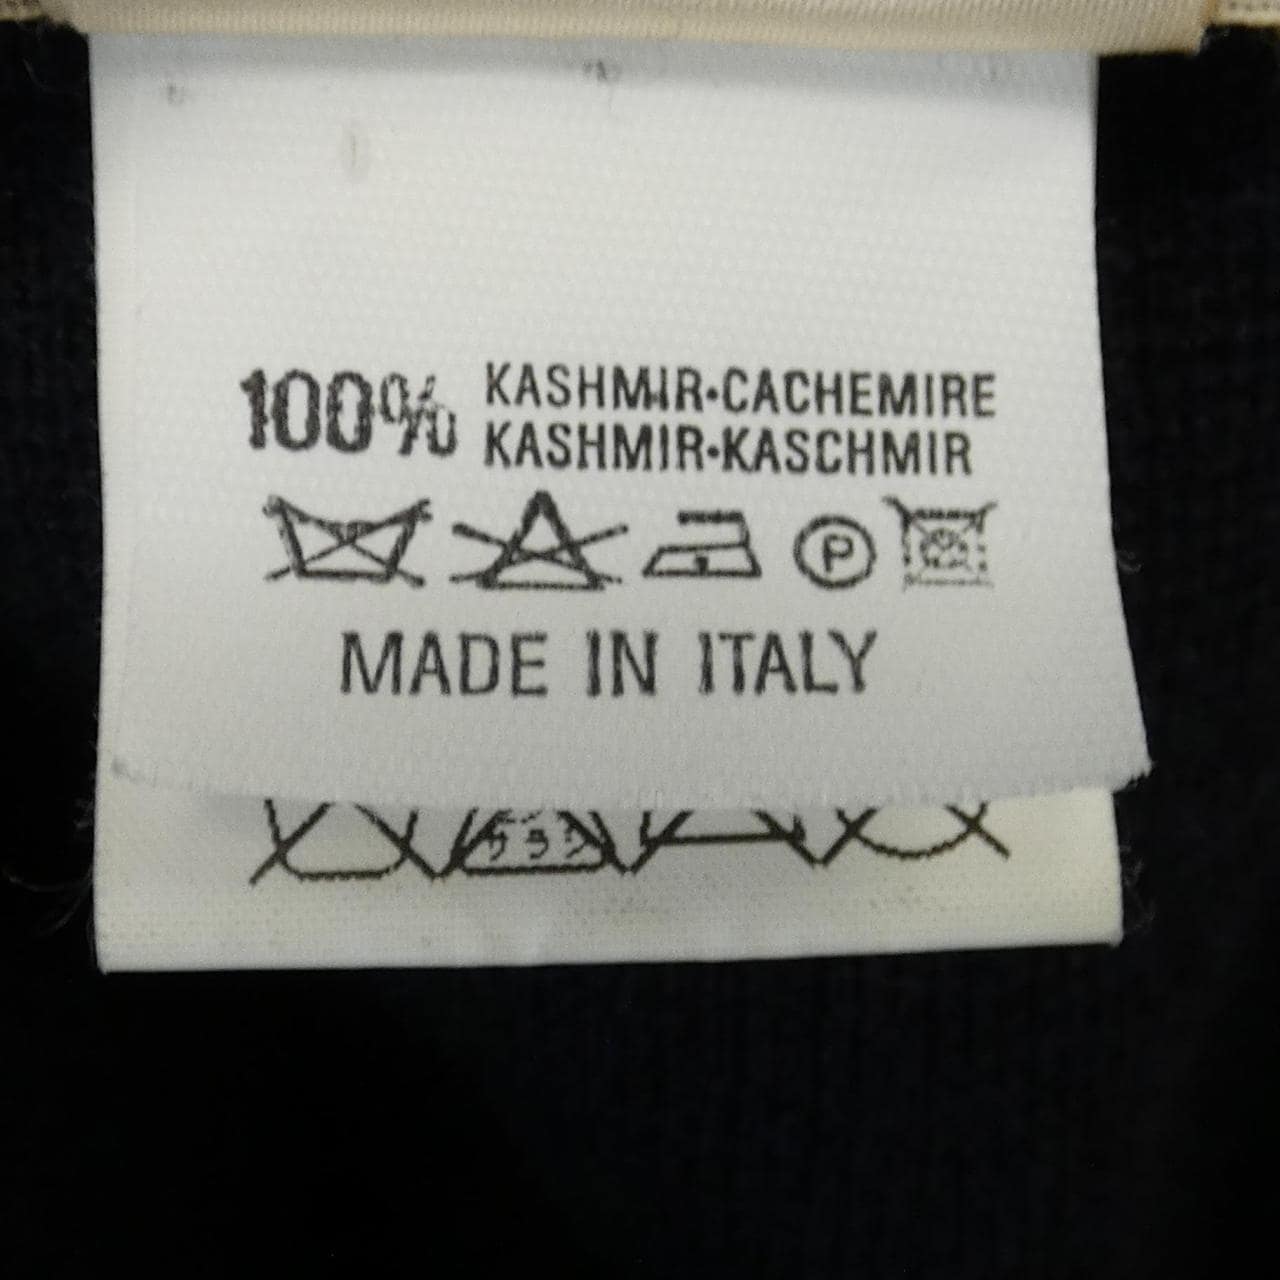 100% KASHMIR•CACHEMIRE
KASHMIR•KASCHMIR
P
MADE IN ITALY